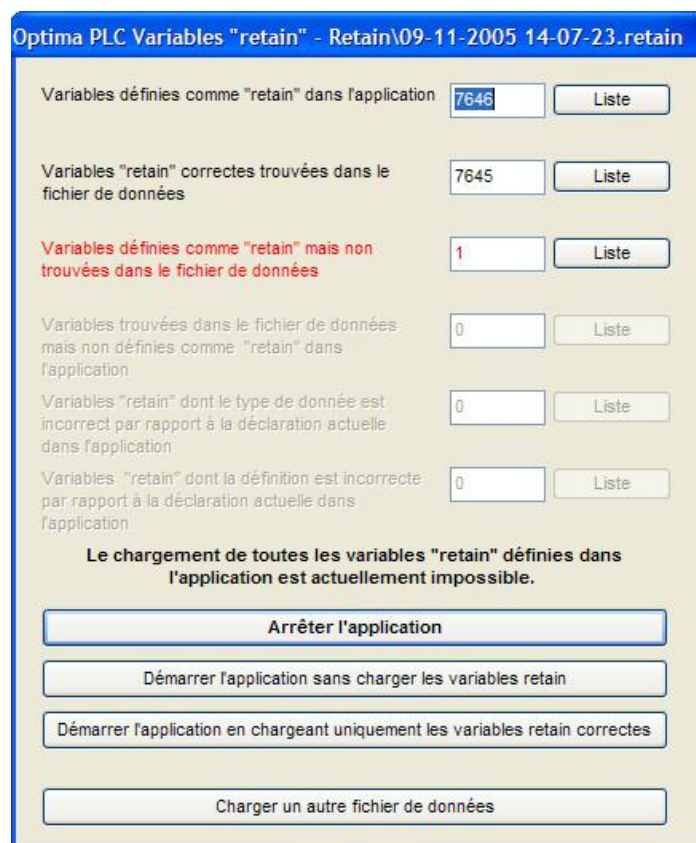 Optima PLC Variables "retain" - Retain\09-11-2005 14-07-23.retain
Variables définies comme "retain" dans l'application 7646 Liste
Variables "retain" correctes trouvées dans le
fichier de données
7645 Liste
Variables définies comme "retain" mais non
trouvées dans le fichier de données
1 Liste
Variables trouvées dans le fichier de données
mais non définies comme "retain" dans
l'application
0 Liste
Variables "retain" dont le type de donnée est
incorrect par rapport à la déclaration actuelle
dans l'application
0 Liste
Variables "retain" dont la définition est incorrecte
par rapport à la déclaration actuelle dans
l'application
0 Liste
Le chargement de toutes les variables "retain" définies dans
l'application est actuellement impossible.
Arrêter l'application
Démarrer l'application sans charger les variables retain
Démarrer l'application en chargeant uniquement les variables retain correctes
Charger un autre fichier de données